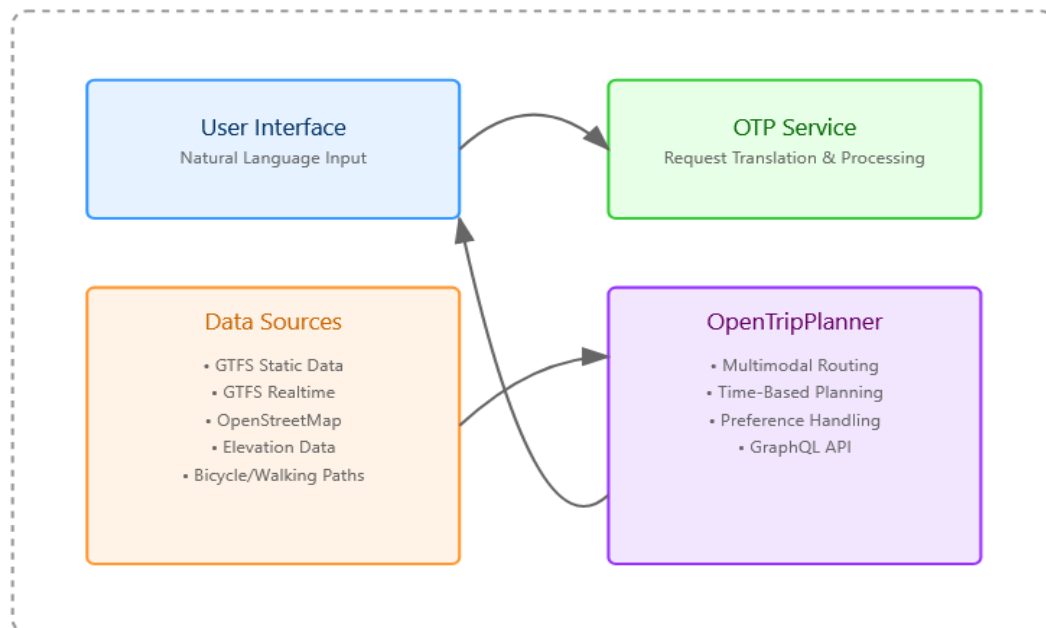 User Interface
Natural Language Input
OTP Service
Request Translation & Processing
Data Sources
• GTFS Static Data
• GTFS Realtime
• OpenStreetMap
• Elevation Data
• Bicycle/Walking Paths
OpenTripPlanner
• Multimodal Routing
• Time-Based Planning
• Preference Handling
• GraphQL API